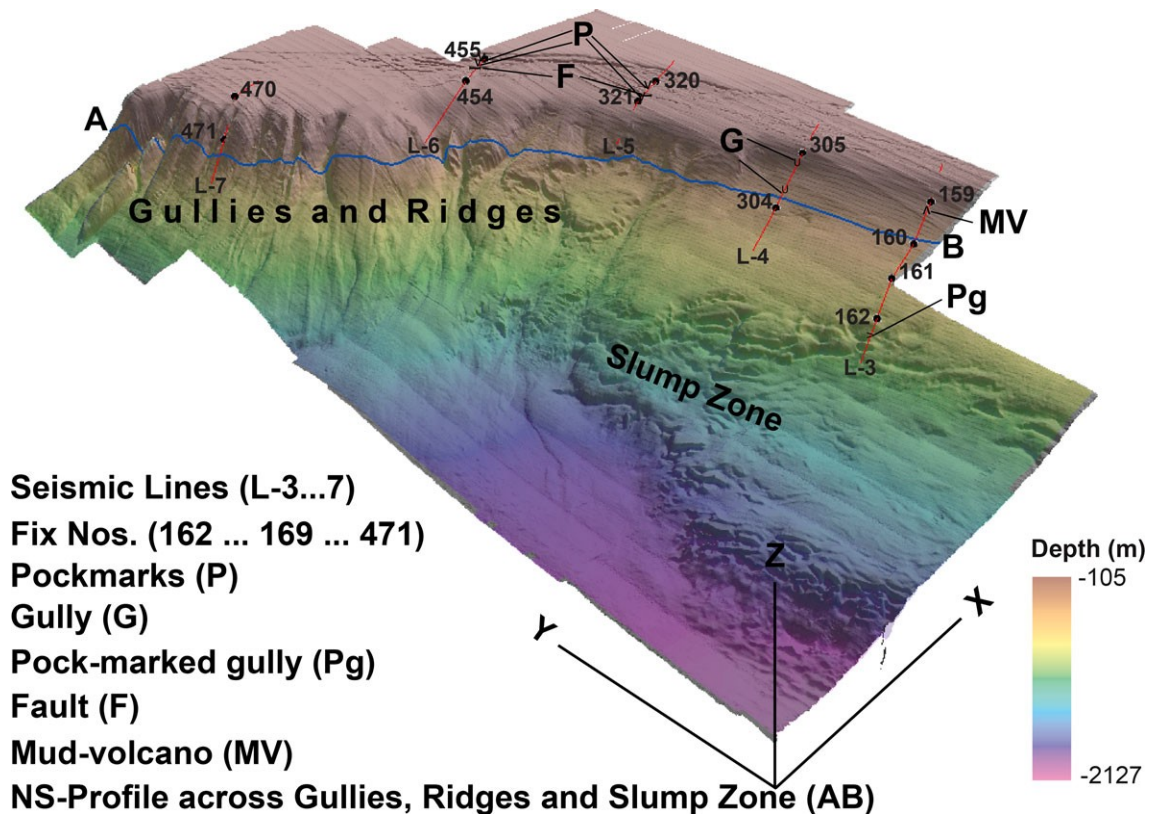 P
455
F
320
454
321
470
A
471
G
305
L-6
L-5
L-7
159
Gullies and Ridges
304
MV
160
B
L-4
161
Pg
162
L-3
Slump Zone
Seismic Lines (L-3...7)
Fix Nos. (162 ... 169 ... 471)
Pockmarks (P)
Gully (G)
Pock-marked gully (Pg)
Fault (F)
Mud-volcano (MV)
NS-Profile across Gullies, Ridges and Slump Zone (AB)
Z
X
Y
Depth (m)
-105
-2127